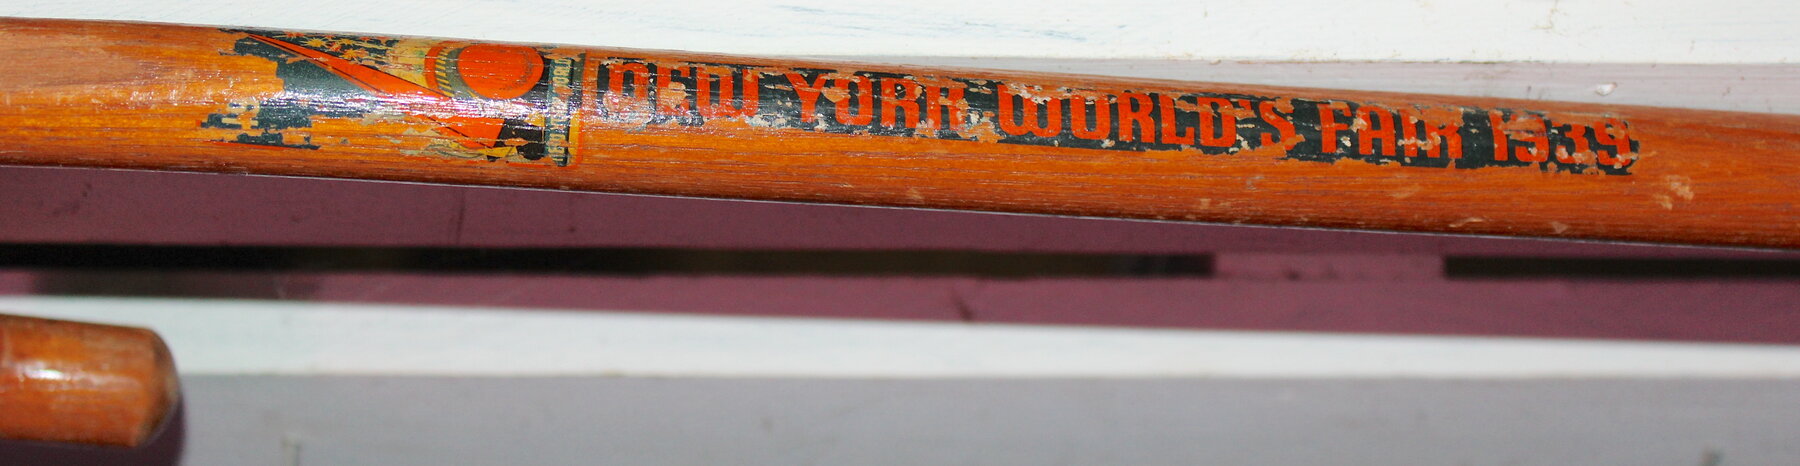 NEW YORK WORLD'S FAIR 1939